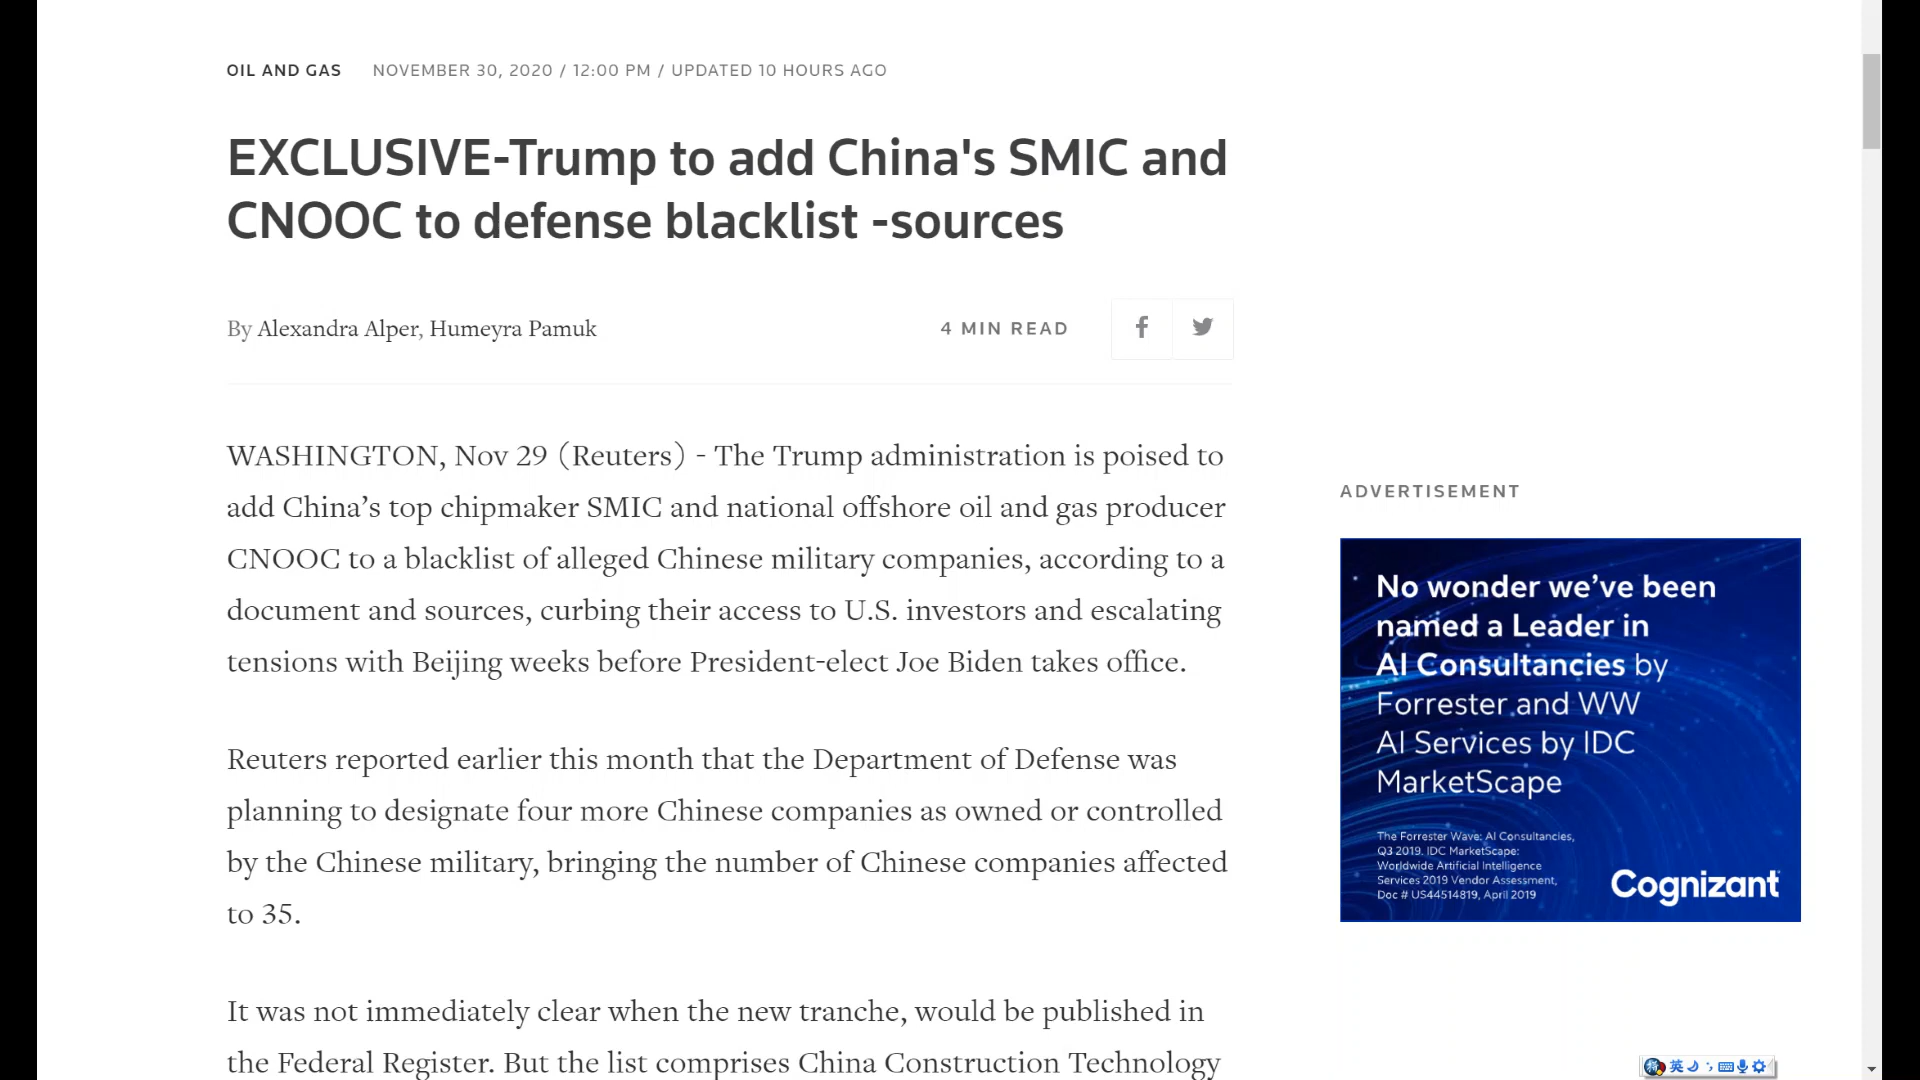 OIL AND GAS NOVEMBER 30, 2020 / 12:00 PM / UPDATED 10 HOURS AGO
EXCLUSIVE-Trump to add China's SMIC and
CNOOC to defense blacklist -sources
By Alexandra Alper, Humeyra Pamuk
4 MIN READ
WASHINGTON, Nov 29 (Reuters) - The Trump administration is poised to
add China’s top chipmaker SMIC and national offshore oil and gas producer
CNOOC to a blacklist of alleged Chinese military companies, according to a
document and sources, curbing their access to U.S. investors and escalating
tensions with Beijing weeks before President-elect Joe Biden takes office.
Reuters reported earlier this month that the Department of Defense was
planning to designate four more Chinese companies as owned or controlled
by the Chinese military, bringing the number of Chinese companies affected
to 35.
It was not immediately clear when the new tranche, would be published in
the Federal Register. But the list comprises China Construction Technology
ADVERTISEMENT
No wonder we’ve been
named a Leader in
AI Consultancies by
Forrester and WW
AI Services by IDC
MarketScape
The Forrester Wave: AI Consultancies,
Q3 2019. IDC MarketScape:
Worldwide Artificial Intelligence
Services 2019 Vendor Assessment,
Doc # US44514819, April 2019
Cognizant
英